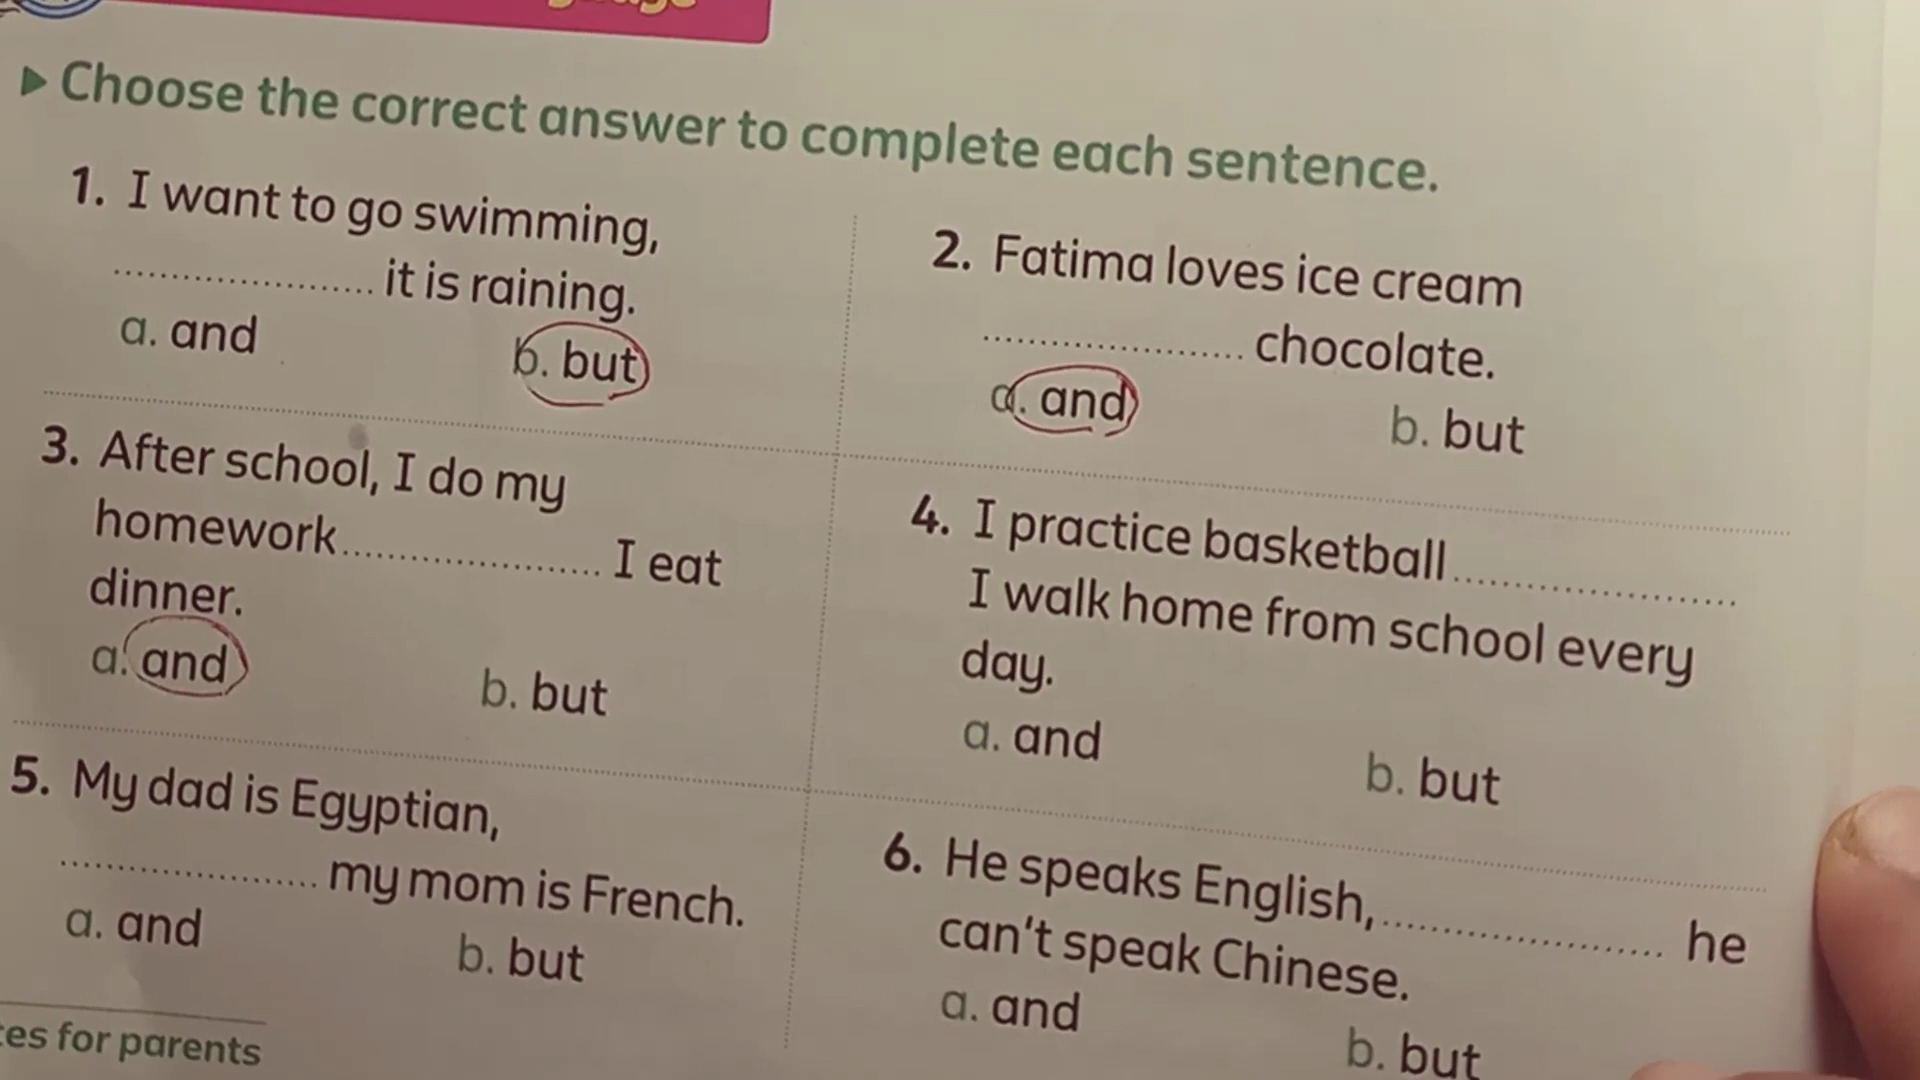 Choose the correct answer to complete each sentence.
1. I want to go swimming,
.................... it is raining.
a. and b. but
2. Fatima loves ice cream
.................... chocolate.
a. and b. but
3. After school, I do my
homework.................... I eat
dinner.
a. and b. but
4. I practice basketball....................
I walk home from school every
day.
a. and b. but
5. My dad is Egyptian,
.................... my mom is French.
a. and b. but
6. He speaks English,.................... he
can't speak Chinese.
a. and b. but
for parents